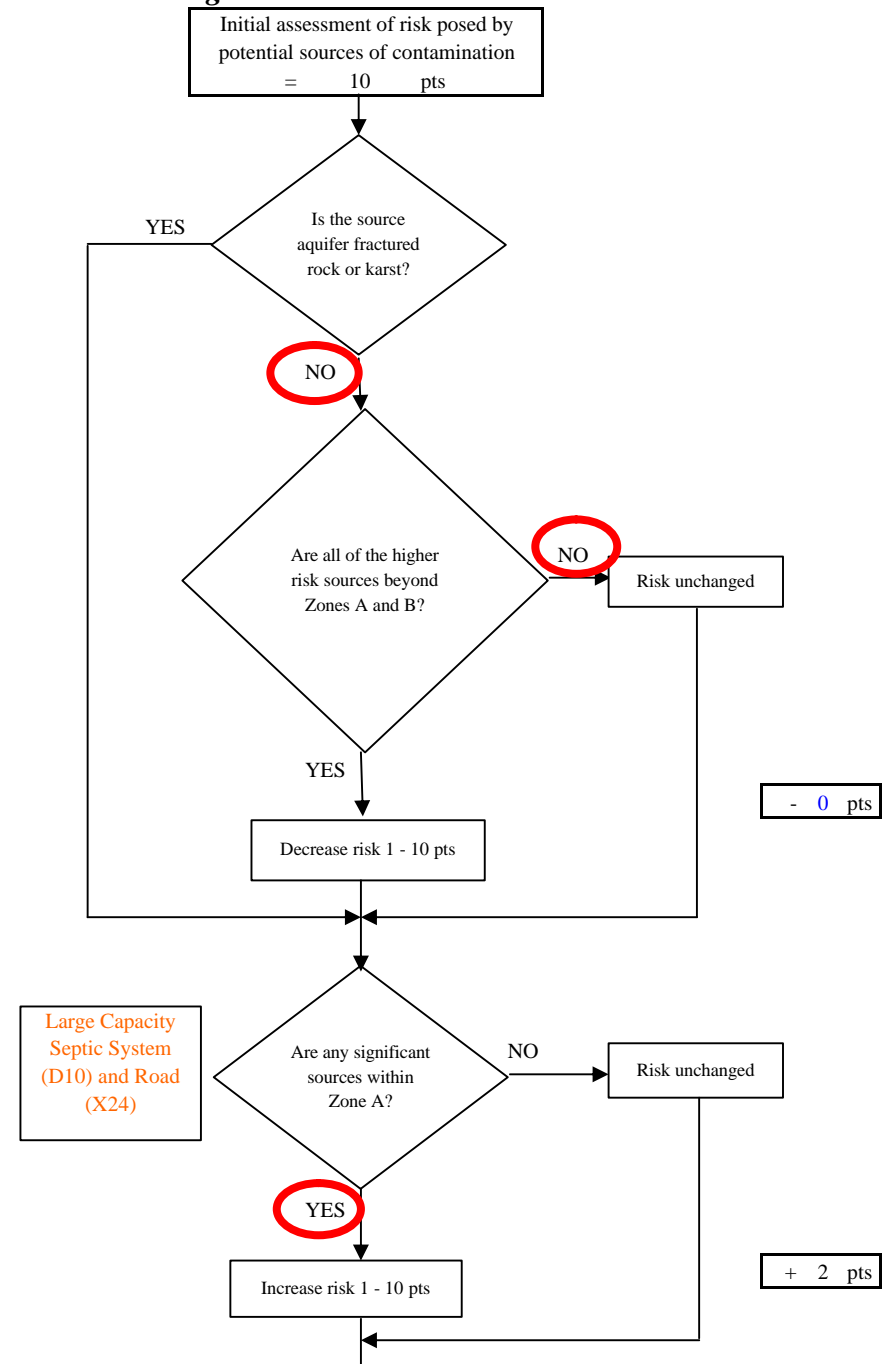 Initial assessment of risk posed by
potential sources of contamination
= 10 pts
YES
Is the source
aquifer fractured
rock or karst?
NO
Are all of the higher
risk sources beyond
Zones A and B?
NO
Risk unchanged
YES
- 0 pts
Decrease risk 1 - 10 pts
Large Capacity
Septic System
(D10) and Road
(X24)
Are any significant
sources within
Zone A?
NO
Risk unchanged
YES
Increase risk 1 - 10 pts
+ 2 pts